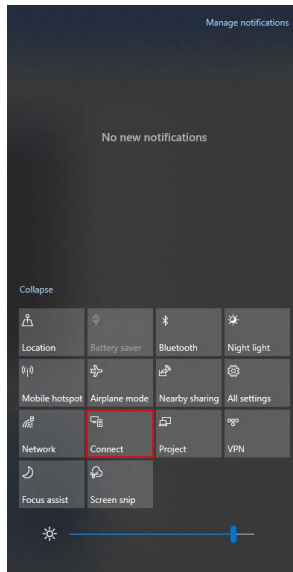 Manage notifications
No new notifications
Collapse
Location
Battery saver
Bluetooth
Night light
Mobile hotspot
Airplane mode
Nearby sharing
All settings
Network
Connect
Project
VPN
Focus assist
Screen snip